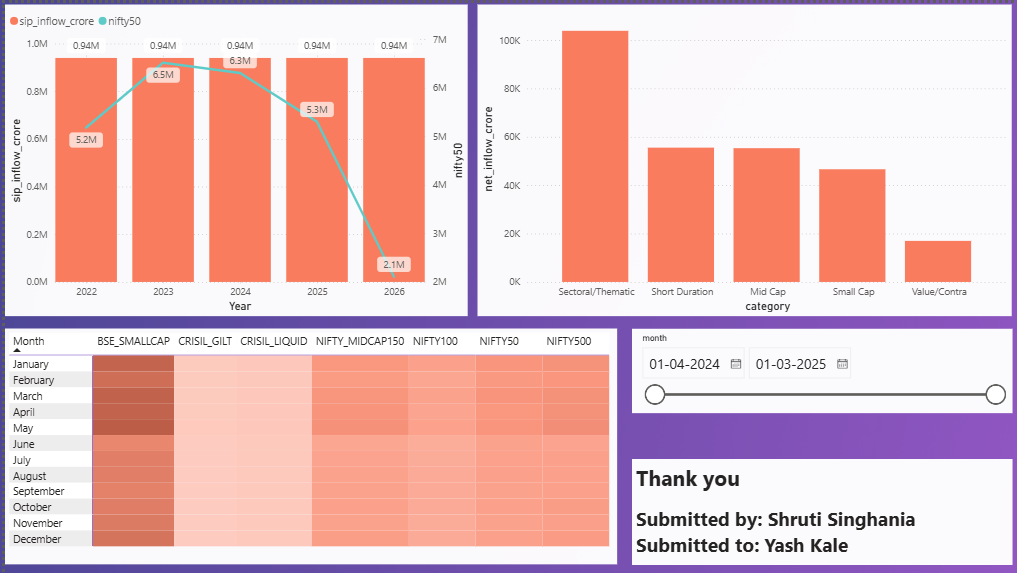 sip_inflow_crore nifty50
1.0M
0.8M
0.6M
0.4M
0.2M
0.0M
sip_inflow_crore
0.94M 0.94M 0.94M 0.94M 0.94M
5.2M 6.5M 6.3M 5.3M 2.1M
7M
6M
5M
4M
3M
2M
nifty50
2022 2023 2024 2025 2026
Year
100K
80K
60K
40K
20K
0K
net_inflow_crore
Sectoral/Thematic Short Duration Mid Cap Small Cap Value/Contra
category
Month BSE_SMALLCAP CRISIL_GILT CRISIL_LIQUID NIFTY_MIDCAP150 NIFTY100 NIFTY50 NIFTY500
January
February
March
April
May
June
July
August
September
October
November
December
month
01-04-2024 01-03-2025
Thank you
Submitted by: Shruti Singhania
Submitted to: Yash Kale